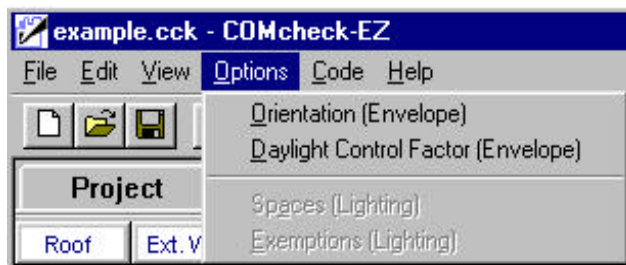 example.cck - COMcheck-EZ
File Edit View Options Code Help
Orientation (Envelope)
Daylight Control Factor (Envelope)
Project
Spaces (Lighting)
Roof Ext. W
Exemptions (Lighting)